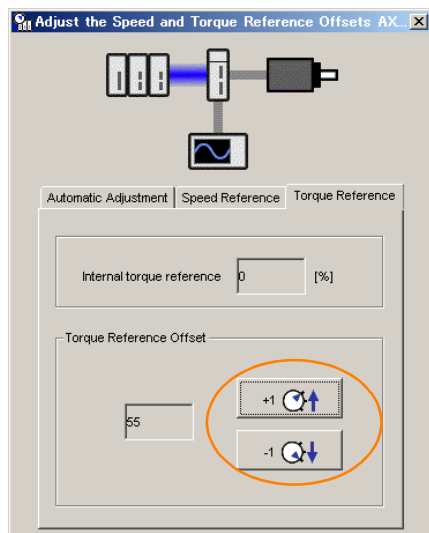 Adjust the Speed and Torque Reference Offsets AX...
Automatic Adjustment Speed Reference Torque Reference
Internal torque reference 0 [%]
Torque Reference Offset
+1
55
-1